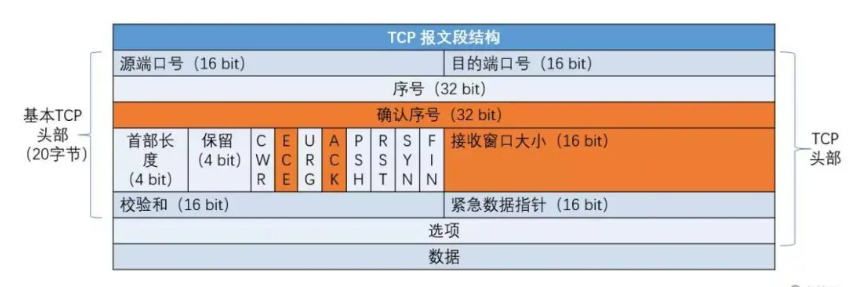 TCP 报文段结构
源端口号（16 bit） 目的端口号（16 bit）
序号（32 bit）
确认序号（32 bit）
基本TCP
头部
（20字节）
首部长
度
（4 bit）
保留
（4 bit）
CWR
ECE
URG
ACK
PSH
RST
SYN
FIN
接收窗口大小（16 bit）
TCP
头部
校验和（16 bit） 紧急数据指针（16 bit）
选项
数据